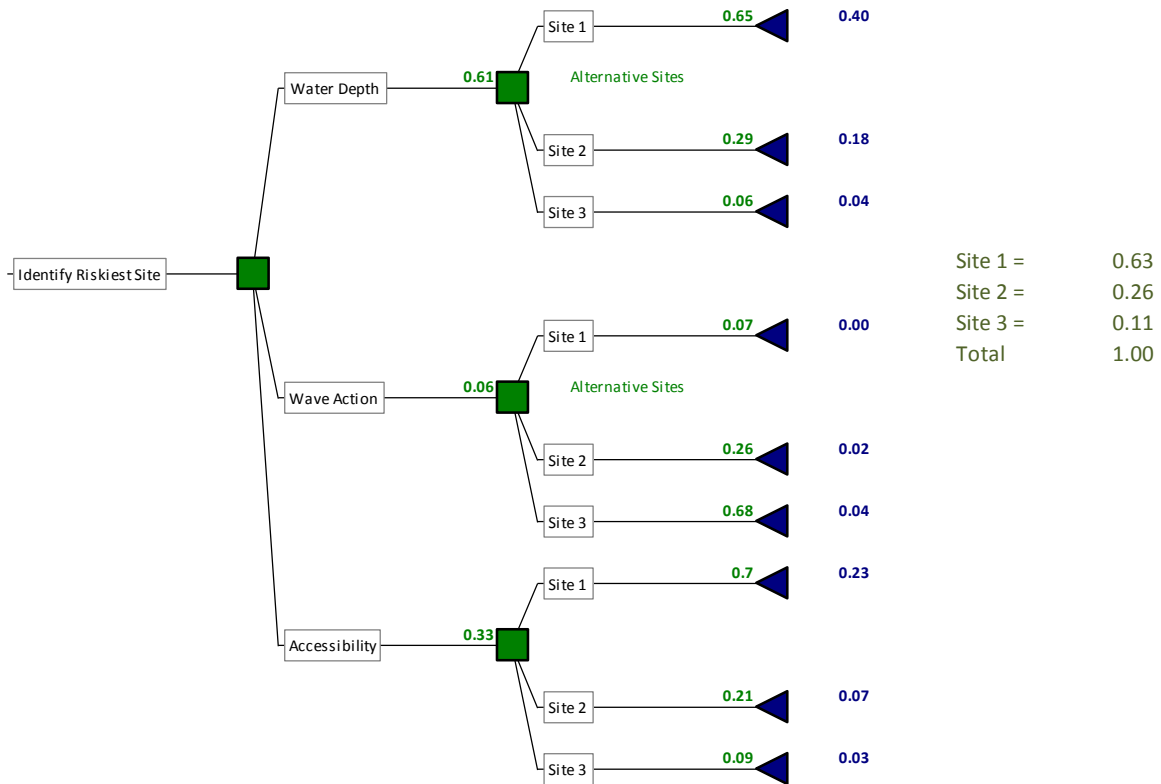 Site 1 0.65 0.40
Water Depth 0.61 Alternative Sites
Site 2 0.29 0.18
Site 3 0.06 0.04
Identify Riskiest Site
Site 1 = 0.63
Site 2 = 0.26
Site 3 = 0.11
Total 1.00
Site 1 0.07 0.00
Wave Action 0.06 Alternative Sites
Site 2 0.26 0.02
Site 3 0.68 0.04
Site 1 0.7 0.23
Accessibility 0.33
Site 2 0.21 0.07
Site 3 0.09 0.03